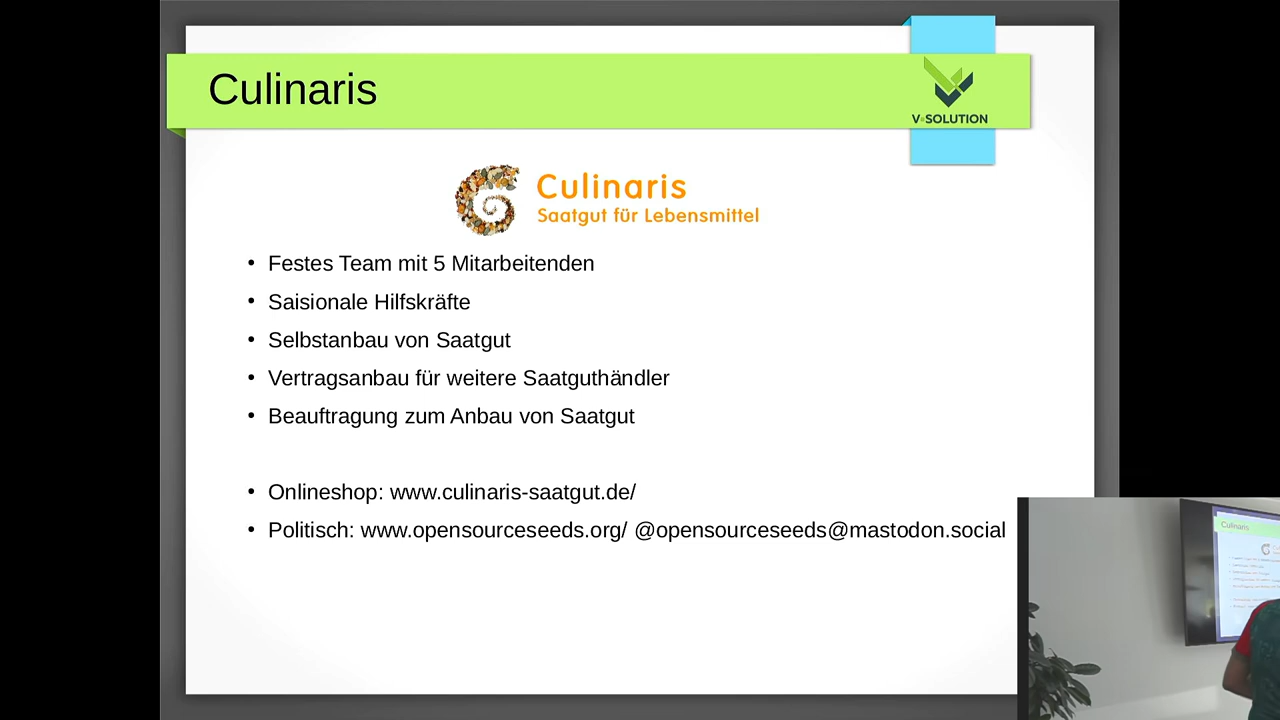 Culinaris
V-SOLUTION
Culinaris
Saatgut für Lebensmittel
• Festes Team mit 5 Mitarbeitenden
• Saisionale Hilfskräfte
• Selbstanbau von Saatgut
• Vertragsanbau für weitere Saatguthändler
• Beauftragung zum Anbau von Saatgut
• Onlineshop: www.culinaris-saatgut.de/
• Politisch: www.opensourceseeds.org/ @opensourceseeds@mastodon.social
Culinaris